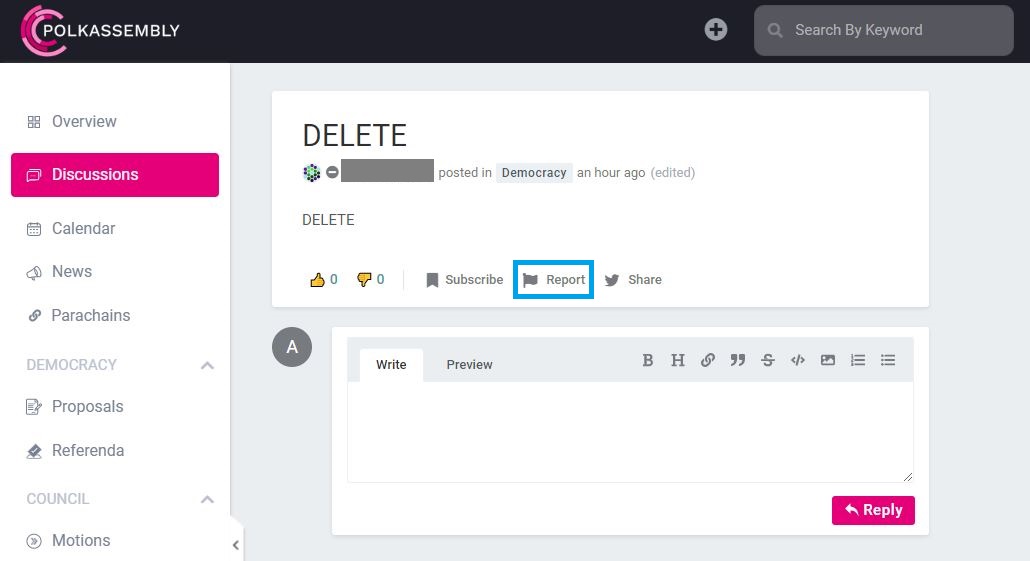 POLKASSEMBLY
Search By Keyword
Overview
Discussions
Calendar
News
Parachains
DEMOCRACY
Proposals
Referenda
COUNCIL
Motions
DELETE
posted in Democracy an hour ago (edited)
DELETE
0 0 Subscribe Report Share
A
Write Preview B H S
Reply